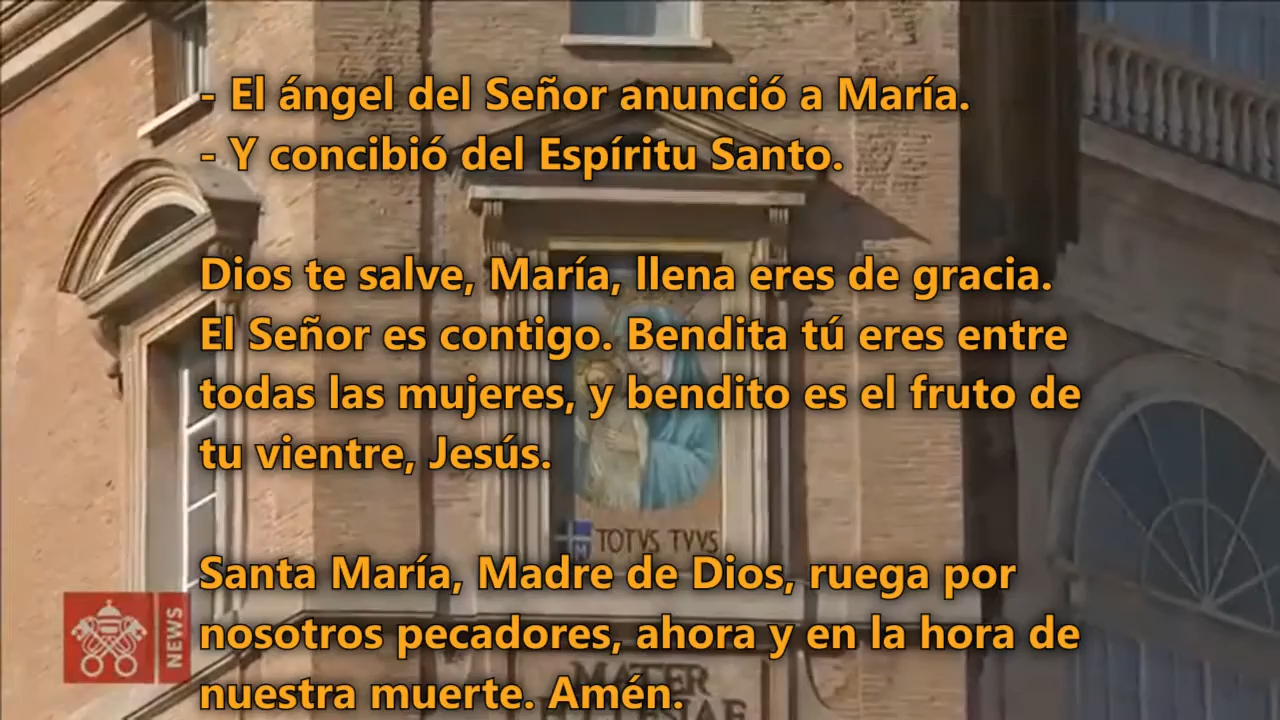 - El ángel del Señor anunció a María.
- Y concibió del Espíritu Santo.
Dios te salve, María, llena eres de gracia.
El Señor es contigo. Bendita tú eres entre
todas las mujeres, y bendito es el fruto de
tu vientre, Jesús.
M TOTVS TVVS
Santa María, Madre de Dios, ruega por
nosotros pecadores, ahora y en la hora de
nuestra muerte. Amén.
NEWS
MATER